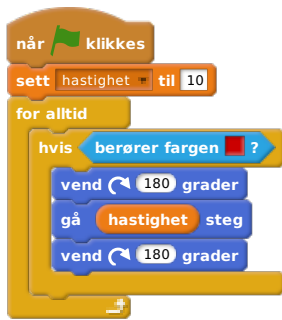 når klikkes
sett hastighet til 10
for alltid
hvis berører fargen ?
vend 180 grader
gå hastighet steg
vend 180 grader